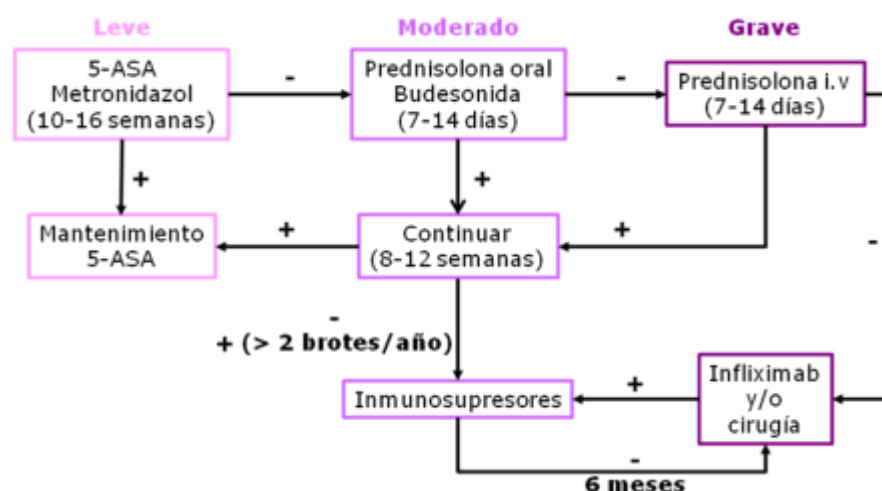 Leve
Moderado
Grave
5-ASA
Metronidazol
(10-16 semanas)
-
Prednisolona oral
Budesonida
(7-14 días)
-
Prednisolona i.v
(7-14 días)
+
+
Mantenimiento
5-ASA
+
Continuar
(8-12 semanas)
+
-
-
+ (> 2 brotes/año)
Inmunosupresores
+
Infliximab
y/o
cirugía
-
6 meses